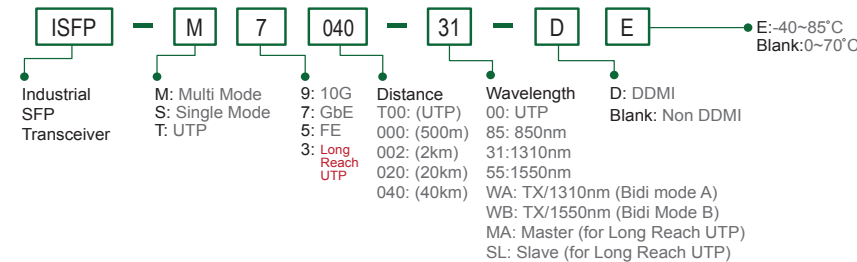 ISFP - M 7 040 - 31 - D E
E:-40~85°C
Blank:0~70°C
Industrial
SFP
Transceiver
M: Multi Mode
S: Single Mode
T: UTP
9: 10G
7: GbE
5: FE
3: Long
Reach
UTP
Distance
T00: (UTP)
000: (500m)
002: (2km)
020: (20km)
040: (40km)
Wavelength
00: UTP
85: 850nm
31:1310nm
55:1550nm
WA: TX/1310nm (Bidi mode A)
WB: TX/1550nm (Bidi Mode B)
MA: Master (for Long Reach UTP)
SL: Slave (for Long Reach UTP)
D: DDMI
Blank: Non DDMI